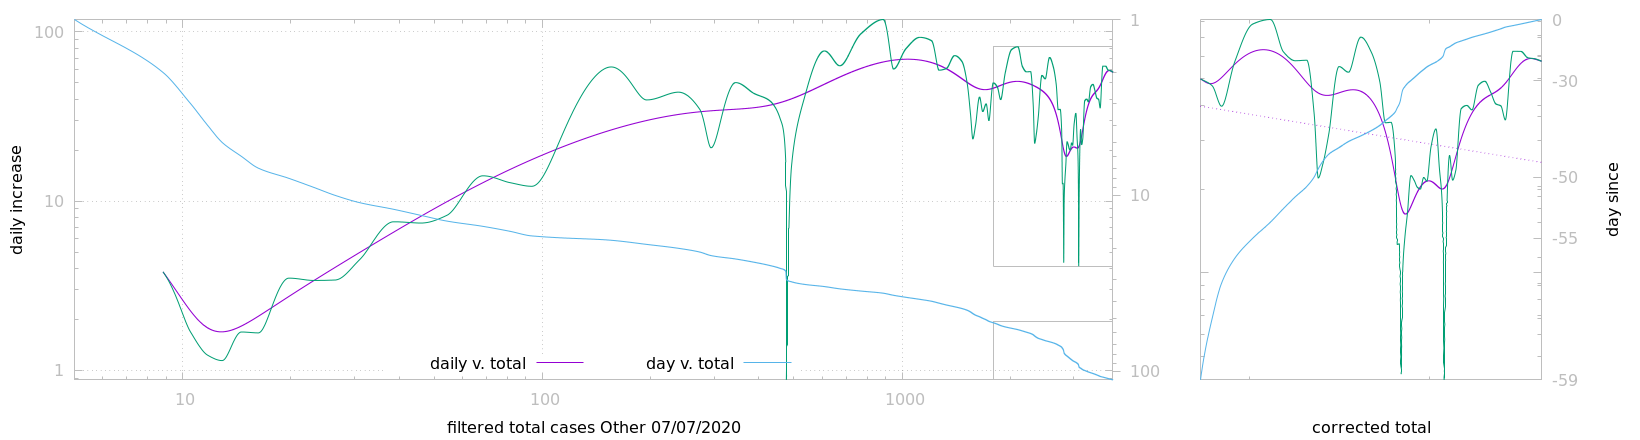 100
10
1
daily increase
10
100
1000
filtered total cases Other 07/07/2020
daily v. total
day v. total
1
10
100
0
-30
-50
-55
-59
day since
corrected total